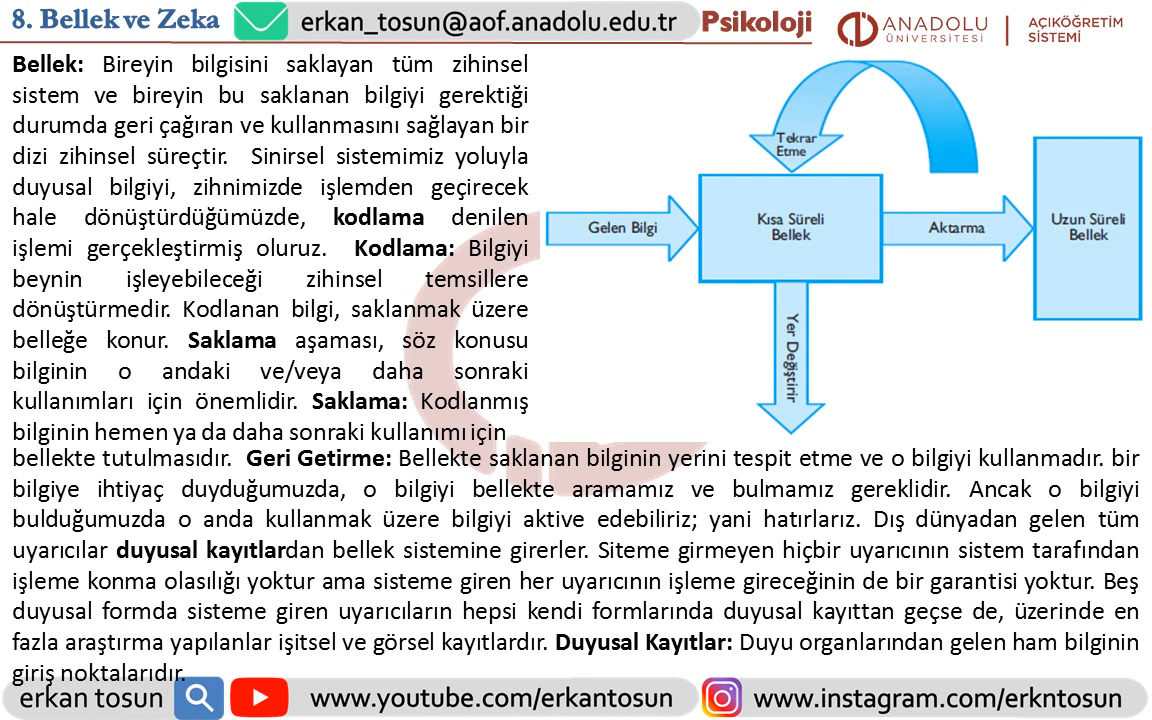 8. Bellek ve Zeka
erkan_tosun@aof.anadolu.edu.tr
Psikoloji
ANADOLU
ÜNİVERSİTESİ
AÇIKÖĞRETİM
SİSTEMİ
Bellek: Bireyin bilgisini saklayan tüm zihinsel
sistem ve bireyin bu saklanan bilgiyi gerektiği
durumda geri çağıran ve kullanmasını sağlayan bir
dizi zihinsel süreçtir. Sinirsel sistemimiz yoluyla
duyusal bilgiyi, zihnimizde işlemden geçirecek
hale dönüştürdüğümüzde, kodlama denilen
işlemi gerçekleştirmiş oluruz. Kodlama: Bilgiyi
beynin işleyebileceği zihinsel temsillere
dönüştürmedir. Kodlanan bilgi, saklanmak üzere
belleğe konur. Saklama aşaması, söz konusu
bilginin o andaki ve/veya daha sonraki
kullanımları için önemlidir. Saklama: Kodlanmış
bilginin hemen ya da daha sonraki kullanımı için
bellekte tutulmasıdır. Geri Getirme: Bellekte saklanan bilginin yerini tespit etme ve o bilgiyi kullanmadır. bir
bilgiye ihtiyaç duyduğumuzda, o bilgiyi bellekte aramamız ve bulmamız gereklidir. Ancak o bilgiyi
bulduğumuzda o anda kullanmak üzere bilgiyi aktive edebiliriz; yani hatırlarız. Dış dünyadan gelen tüm
uyarıcılar duyusal kayıtlardan bellek sistemine girerler. Siteme girmeyen hiçbir uyarıcının sistem tarafından
işleme konma olasılığı yoktur ama sisteme giren her uyarıcının işleme gireceğinin de bir garantisi yoktur. Beş
duyusal formda sisteme giren uyarıcıların hepsi kendi formlarında duyusal kayıttan geçse de, üzerinde en
fazla araştırma yapılanlar işitsel ve görsel kayıtlardır. Duyusal Kayıtlar: Duyu organlarından gelen ham bilginin
giriş noktalarıdır.
Tekrar
Etme
Gelen Bilgi
Kısa Süreli
Bellek
Aktarma
Uzun Süreli
Bellek
Yer Değiştirir
erkan tosun
www.youtube.com/erkantosun
www.instagram.com/erkntosun